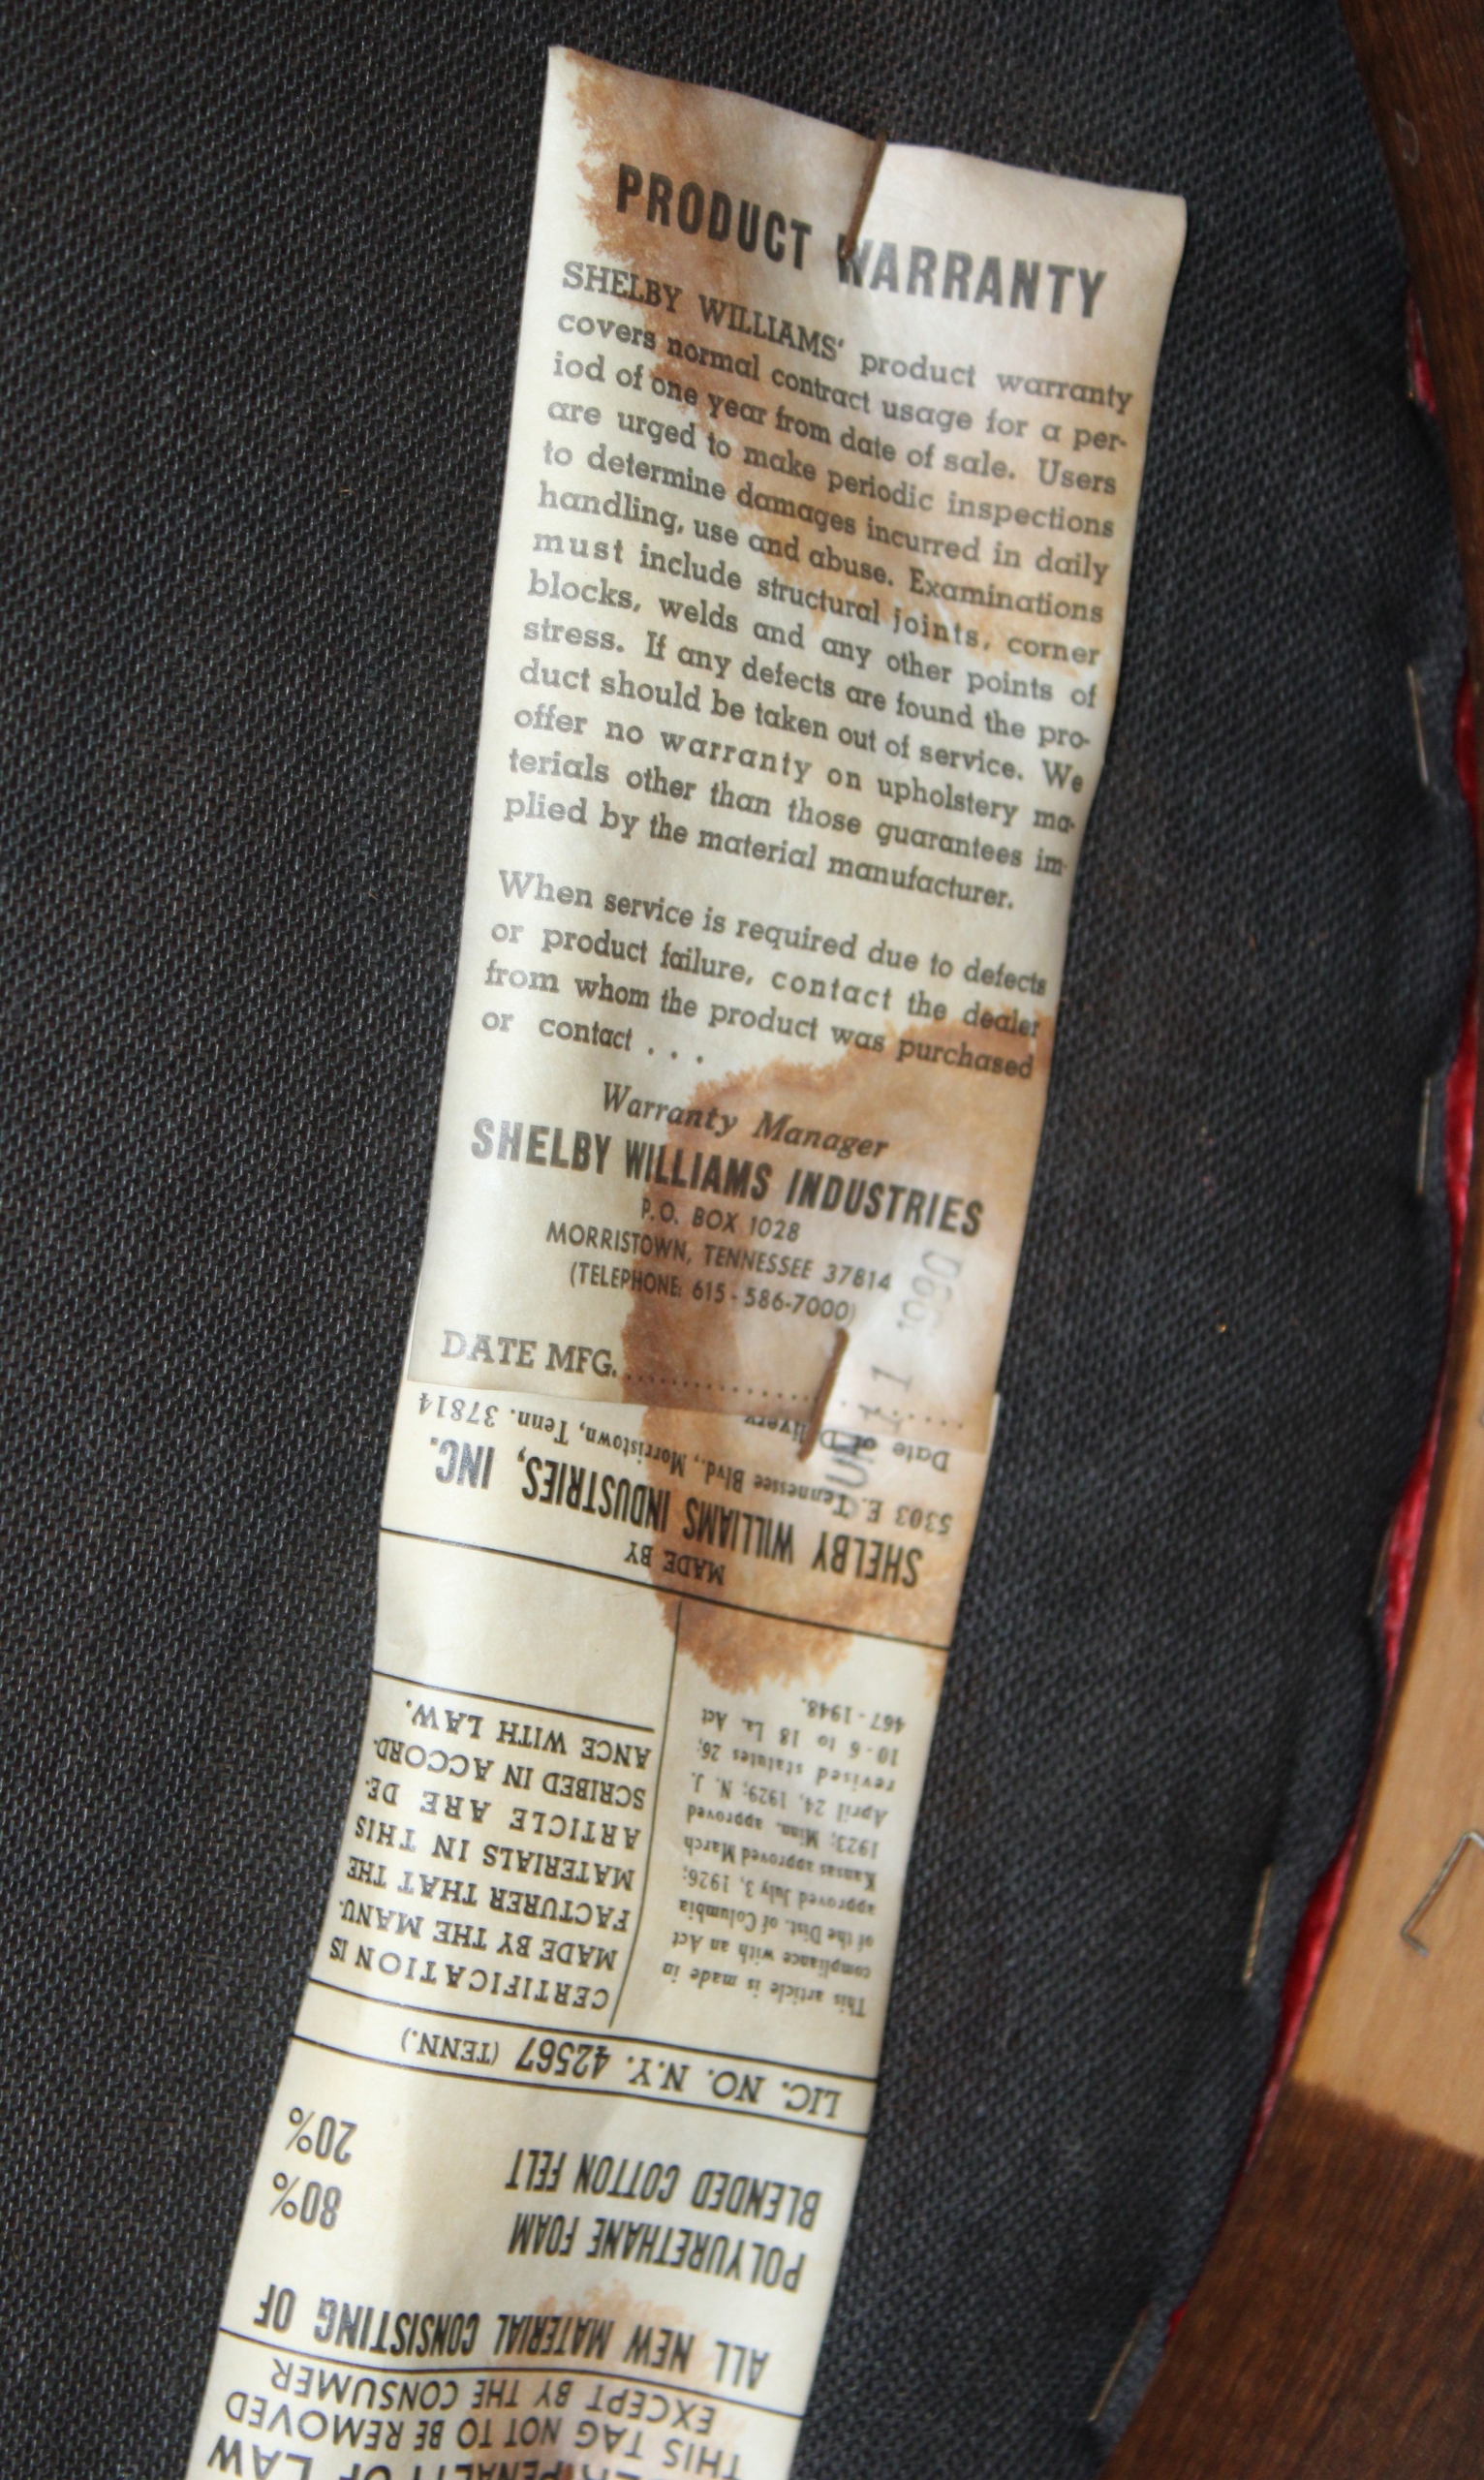 PRODUCT WARRANTY
SHELBY WILLIAMS' product warranty
covers normal contract usage for a per-
iod of one year from date of sale. Users
are urged to make periodic inspections
to determine damages incurred in daily
handling, use and abuse. Examinations
must include structural joints, corner
blocks, welds and any other points of
stress. If any defects are found the pro-
duct should be taken out of service. We
offer no warranty on upholstery ma-
terials other than those guarantees im-
plied by the material manufacturer.
When service is required due to defects
or product failure, contact the dealer
from whom the product was purchased
or contact . . .
Warranty Manager
SHELBY WILLIAMS INDUSTRIES
P.O. BOX 1028
MORRISTOWN, TENNESSEE 37814
(TELEPHONE: 615-586-7000)
DATE MFG. 
1 1990
THIS TAG NOT TO BE REMOVED
EXCEPT BY THE CONSUMER
ALL NEW MATERIAL CONSISTING OF
POLYURETHANE FOAM 80%
BLENDED COTTON FELT 20%
LIC. NO. N.Y. 42567 (TENN.)
This article is made in
compliance with an Act
of the Dist. of Columbia
approved July 3, 1926;
Kansas approved March
1923; Minn. approved
April 24, 1929; N. J.
revised statutes 26;
10-6 to 18 La. Act
467-1948.
CERTIFICATION IS
MADE BY THE MANU-
FACTURER THAT THE
MATERIALS IN THIS
ARTICLE ARE DE-
SCRIBED IN ACCORD-
ANCE WITH LAW.
MADE BY
SHELBY WILLIAMS INDUSTRIES, INC.
5303 E. Tennessee Blvd., Morristown, Tenn. 37814
Date of Delivery